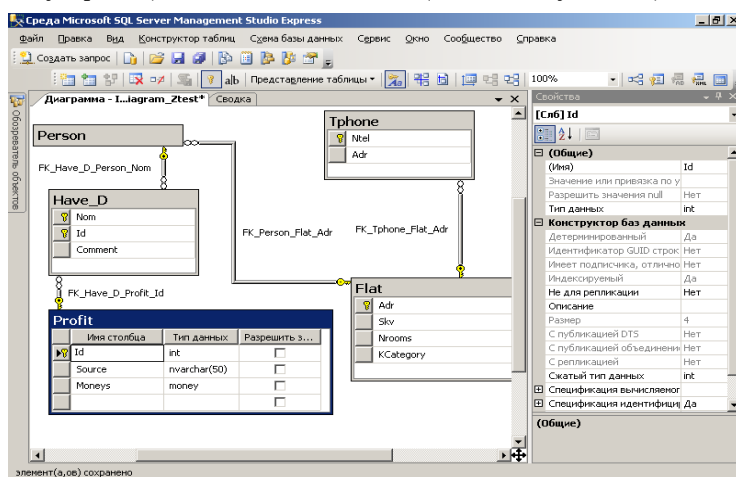 Среда Microsoft SQL Server Management Studio Express
Файл Правка Вид Конструктор таблиц Схема базы данных Сервис Окно Сообщество Справка
Создать запрос
ab Представление таблицы 100%
Обозреватель объектов
Диаграмма - I...iagram_Ztest* Сводка
Person
FK_Have_D_Person_Nom
Have_D
Nom
Id
Comment
FK_Have_D_Profit_Id
Profit
Имя столбца Тип данных Разрешить з...
Id int
Source nvarchar(50)
Moneys money
FK_Person_Flat_Adr
Tphone
Ntel
Adr
FK_Tphone_Flat_Adr
Flat
Adr
Skv
Nrooms
KCategory
Свойства
[Слб] Id
(Общие)
(Имя) Id
Значение или привязка по у
Разрешить значения null Нет
Тип данных int
Конструктор баз данных
Детерминированный Да
Идентификатор GUID строк Нет
Имеет подписчика, отлично Нет
Индексируемый Да
Не для репликации Нет
Описание
Размер 4
С публикацией DTS Нет
С публикацией объединени Нет
С репликацией Нет
Сжатый тип данных int
Спецификация вычисляемог
Спецификация идентифици Да
(Общие)
элемент(а,ов) сохранено